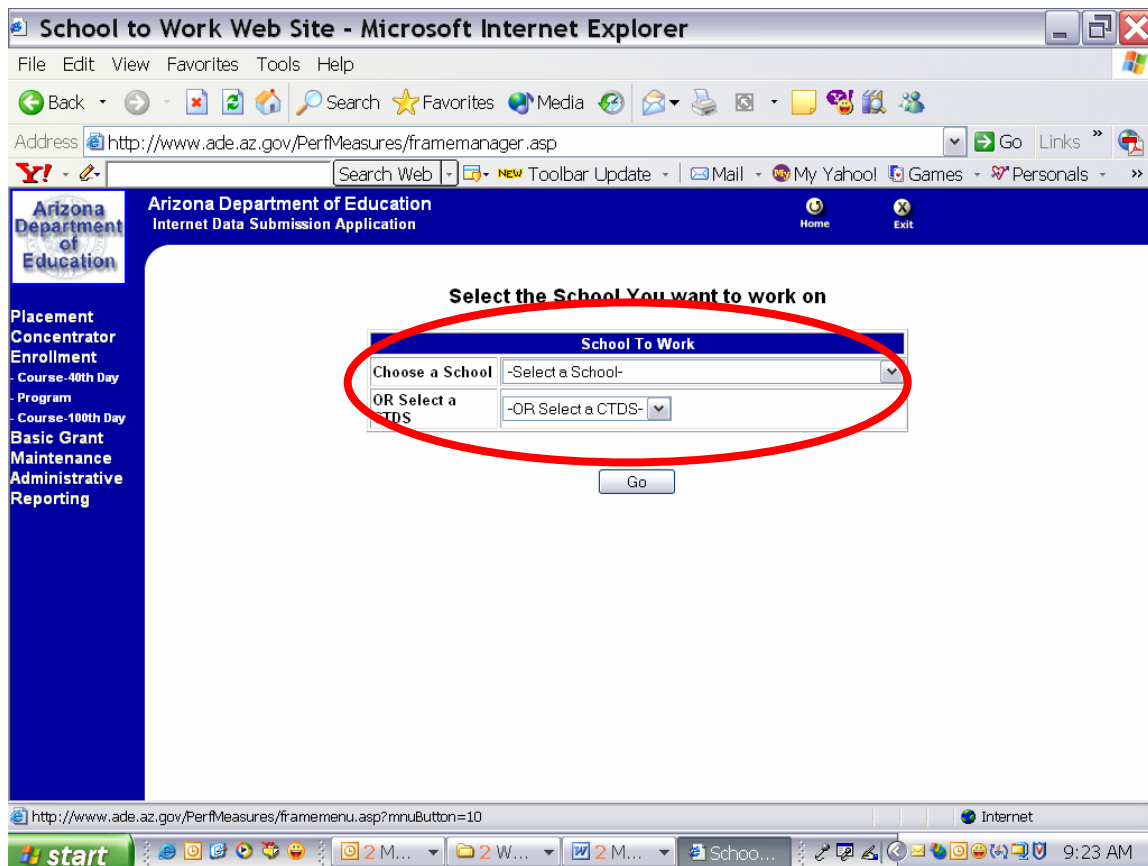 School to Work Web Site - Microsoft Internet Explorer
File Edit View Favorites Tools Help
Back Search Favorites Media
Address http://www.ade.az.gov/PerfMeasures/framemanager.asp Go Links »
Y! Search Web NEW Toolbar Update Mail My Yahoo! Games Personals »
Arizona
Department
of
Education
Arizona Department of Education
Internet Data Submission Application
Home Exit
Placement
Concentrator
Enrollment
- Course-40th Day
- Program
- Course-100th Day
Basic Grant
Maintenance
Administrative
Reporting
Select the School You want to work on
School To Work
Choose a School -Select a School-
OR Select a
CTDS
-OR Select a CTDS-
Go
http://www.ade.az.gov/PerfMeasures/framemenu.asp?mnuButton=10 Internet
start 2 M... 2 W... 2 M... Schoo... 9:23 AM